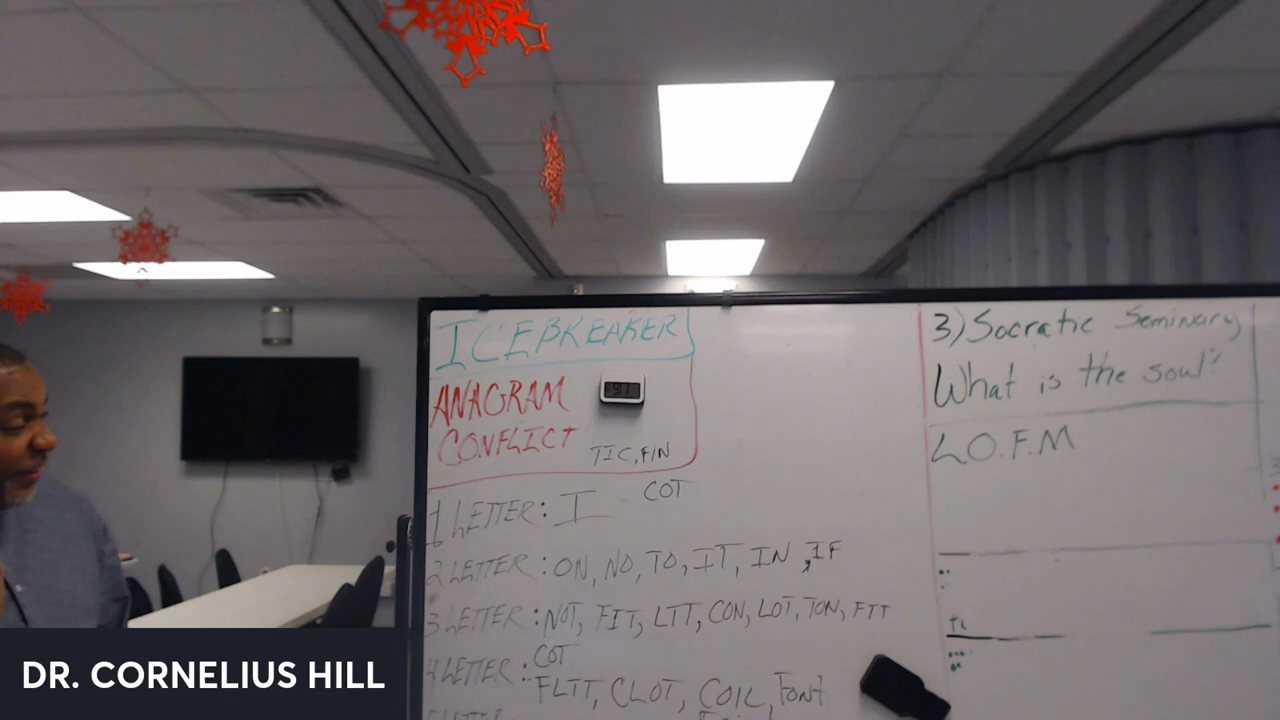 ICEBREAKER
ANAGRAM
CONFLICT
TIC, FIN
COT
1 LETTER: I
2 LETTER: ON, NO, TO, IT, IN, IF
3 LETTER: NOT, FIT, LIT, CON, LOT, TON, FIT
COT
4 LETTER: FLIT, CLOT, COIL, Font
LETTER
3) Socratic Seminary
What is the soul?
L.O.F.M
DR. CORNELIUS HILL